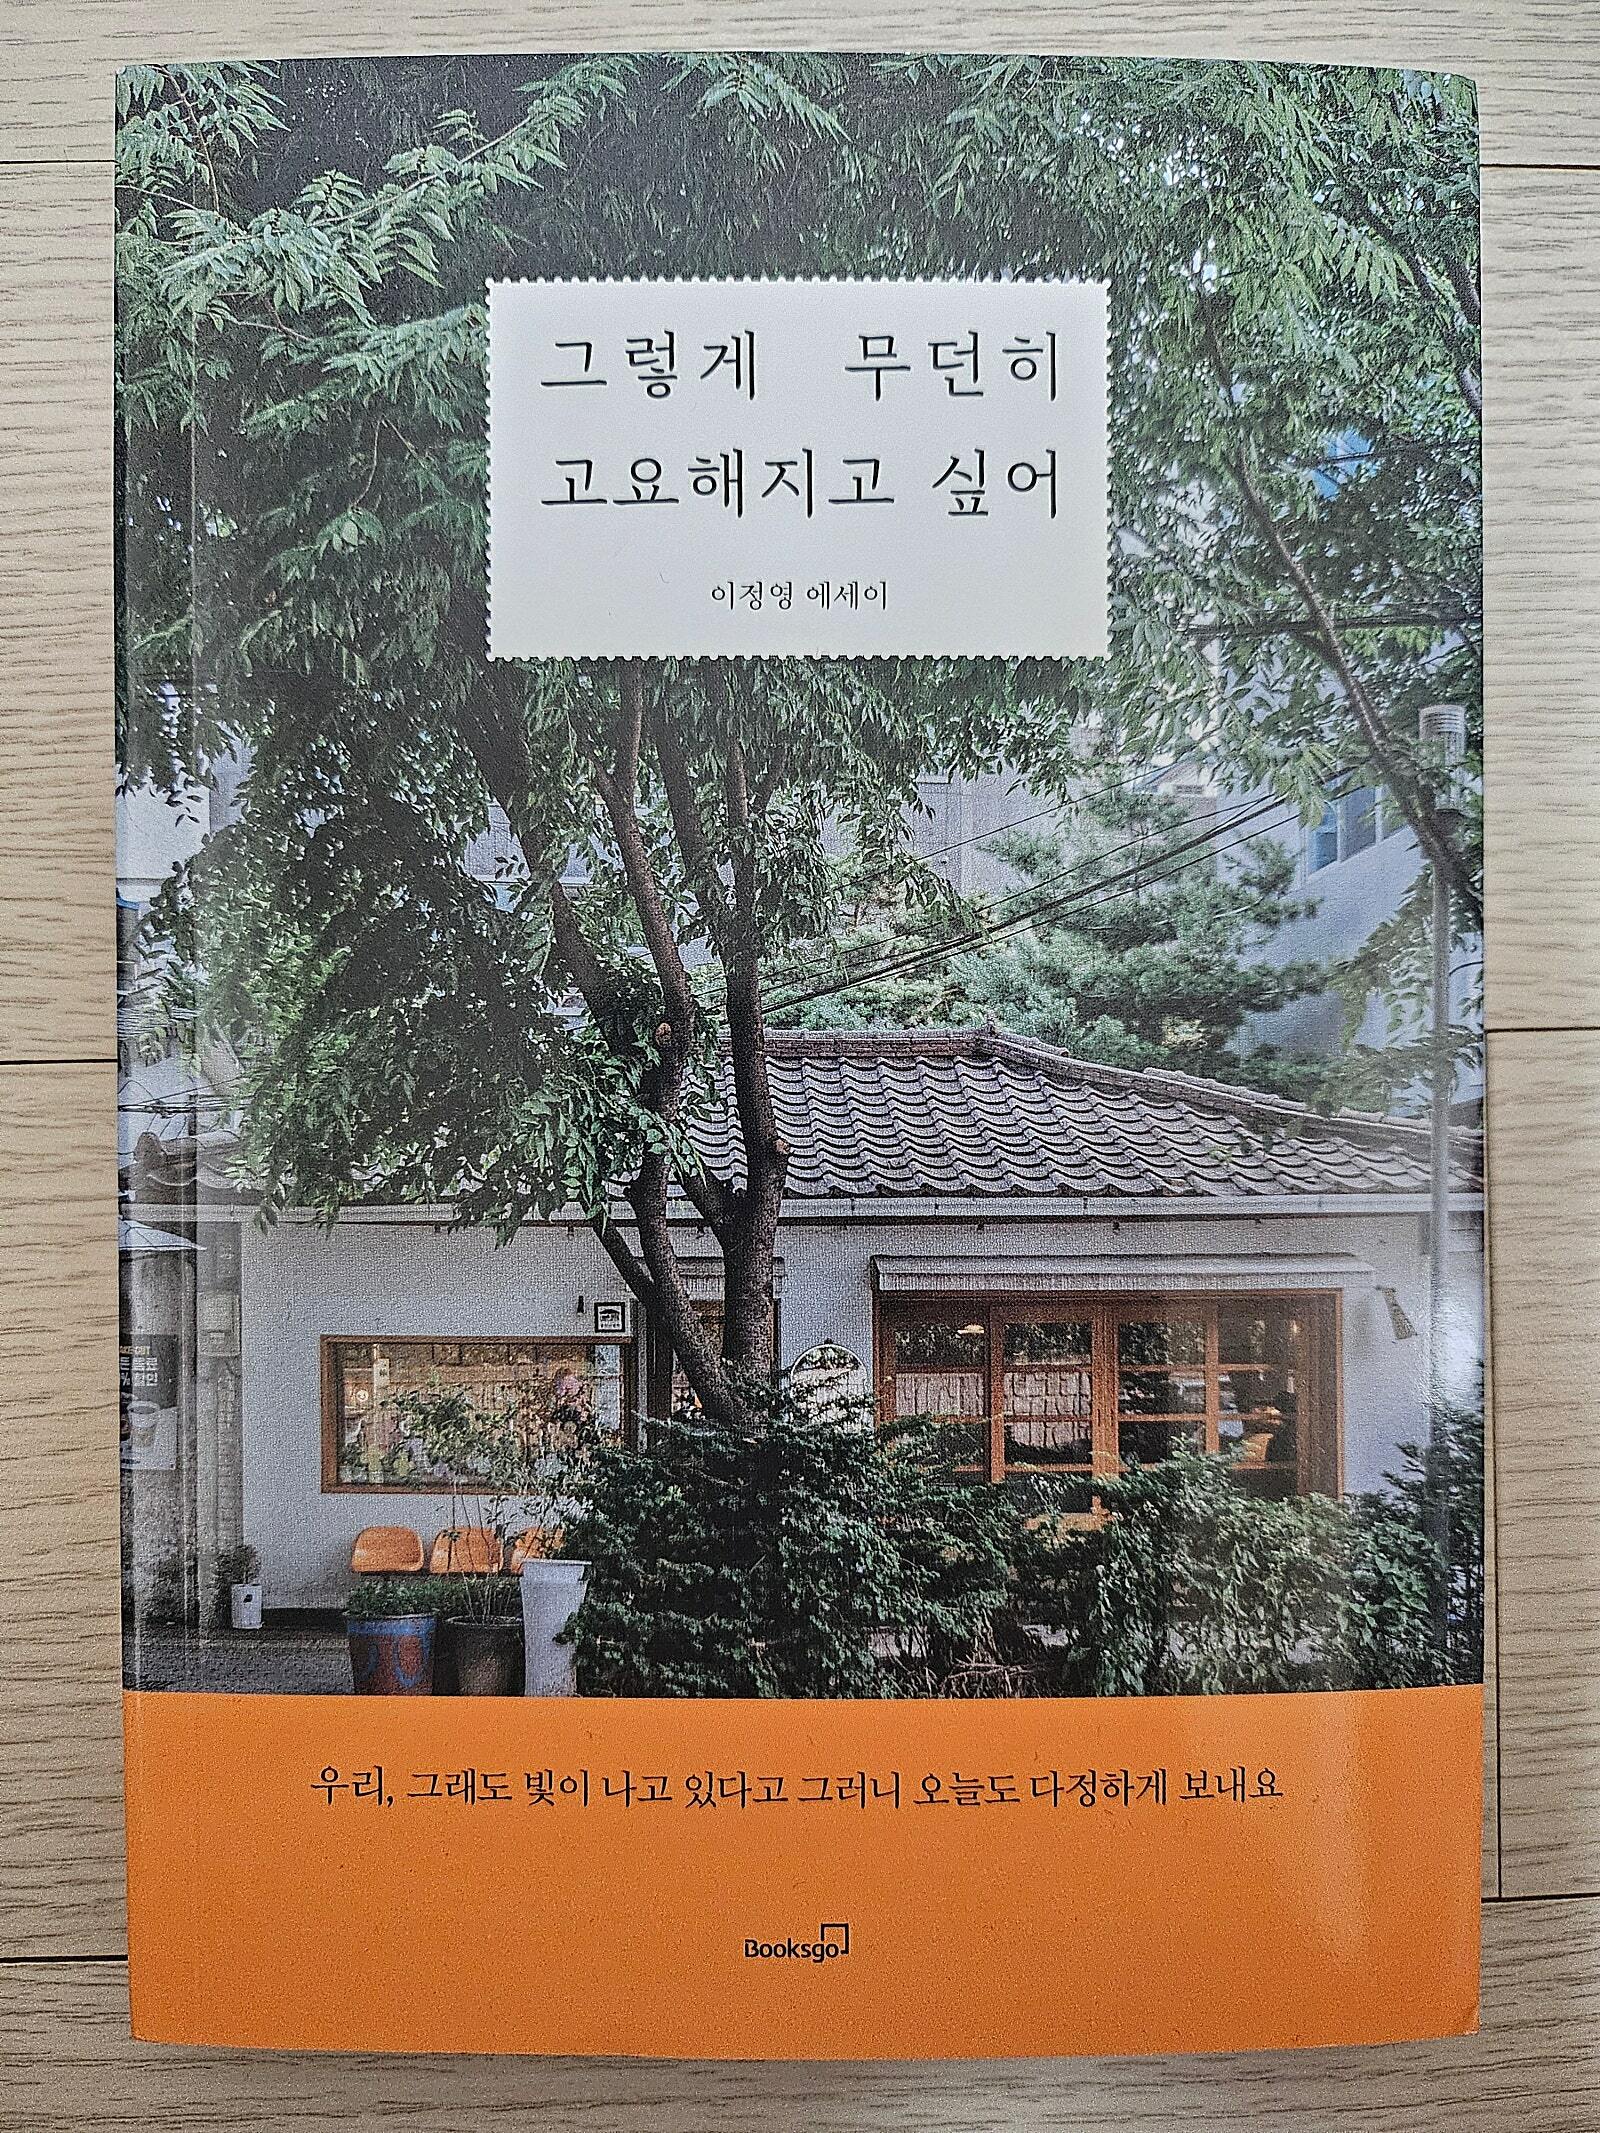 그렇게 무던히
고요해지고 싶어
이정영 에세이
우리, 그래도 빛이 나고 있다고 그러니 오늘도 다정하게 보내요
Booksgo